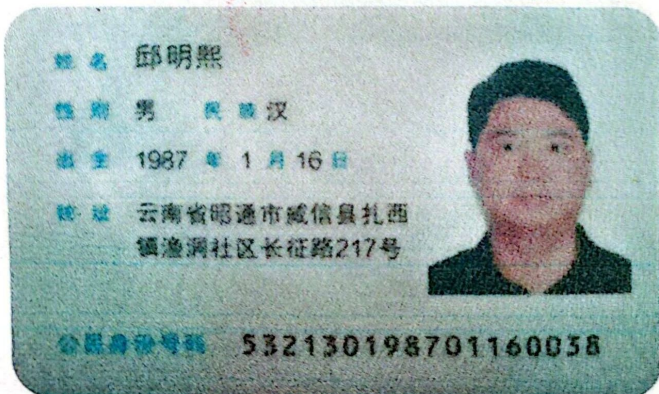 姓名 邱明熙
性别 男 民族 汉
出生 1987 年 1 月 16 日
住址 云南省昭通市威信县扎西
镇渔洞社区长征路217号
公民身份号码 532130198701160038